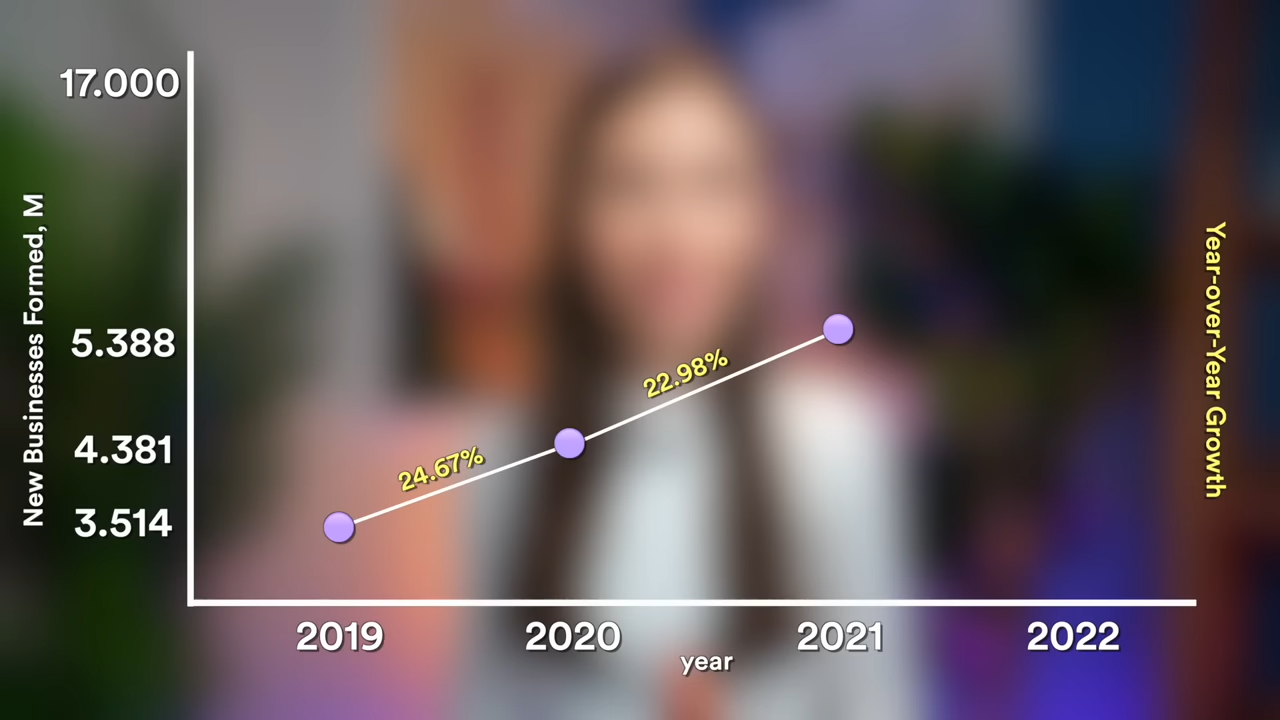 17.000
5.388
4.381
3.514
New Businesses Formed, M
24.67%
22.98%
Year-over-Year Growth
2019 2020 2021 2022
year